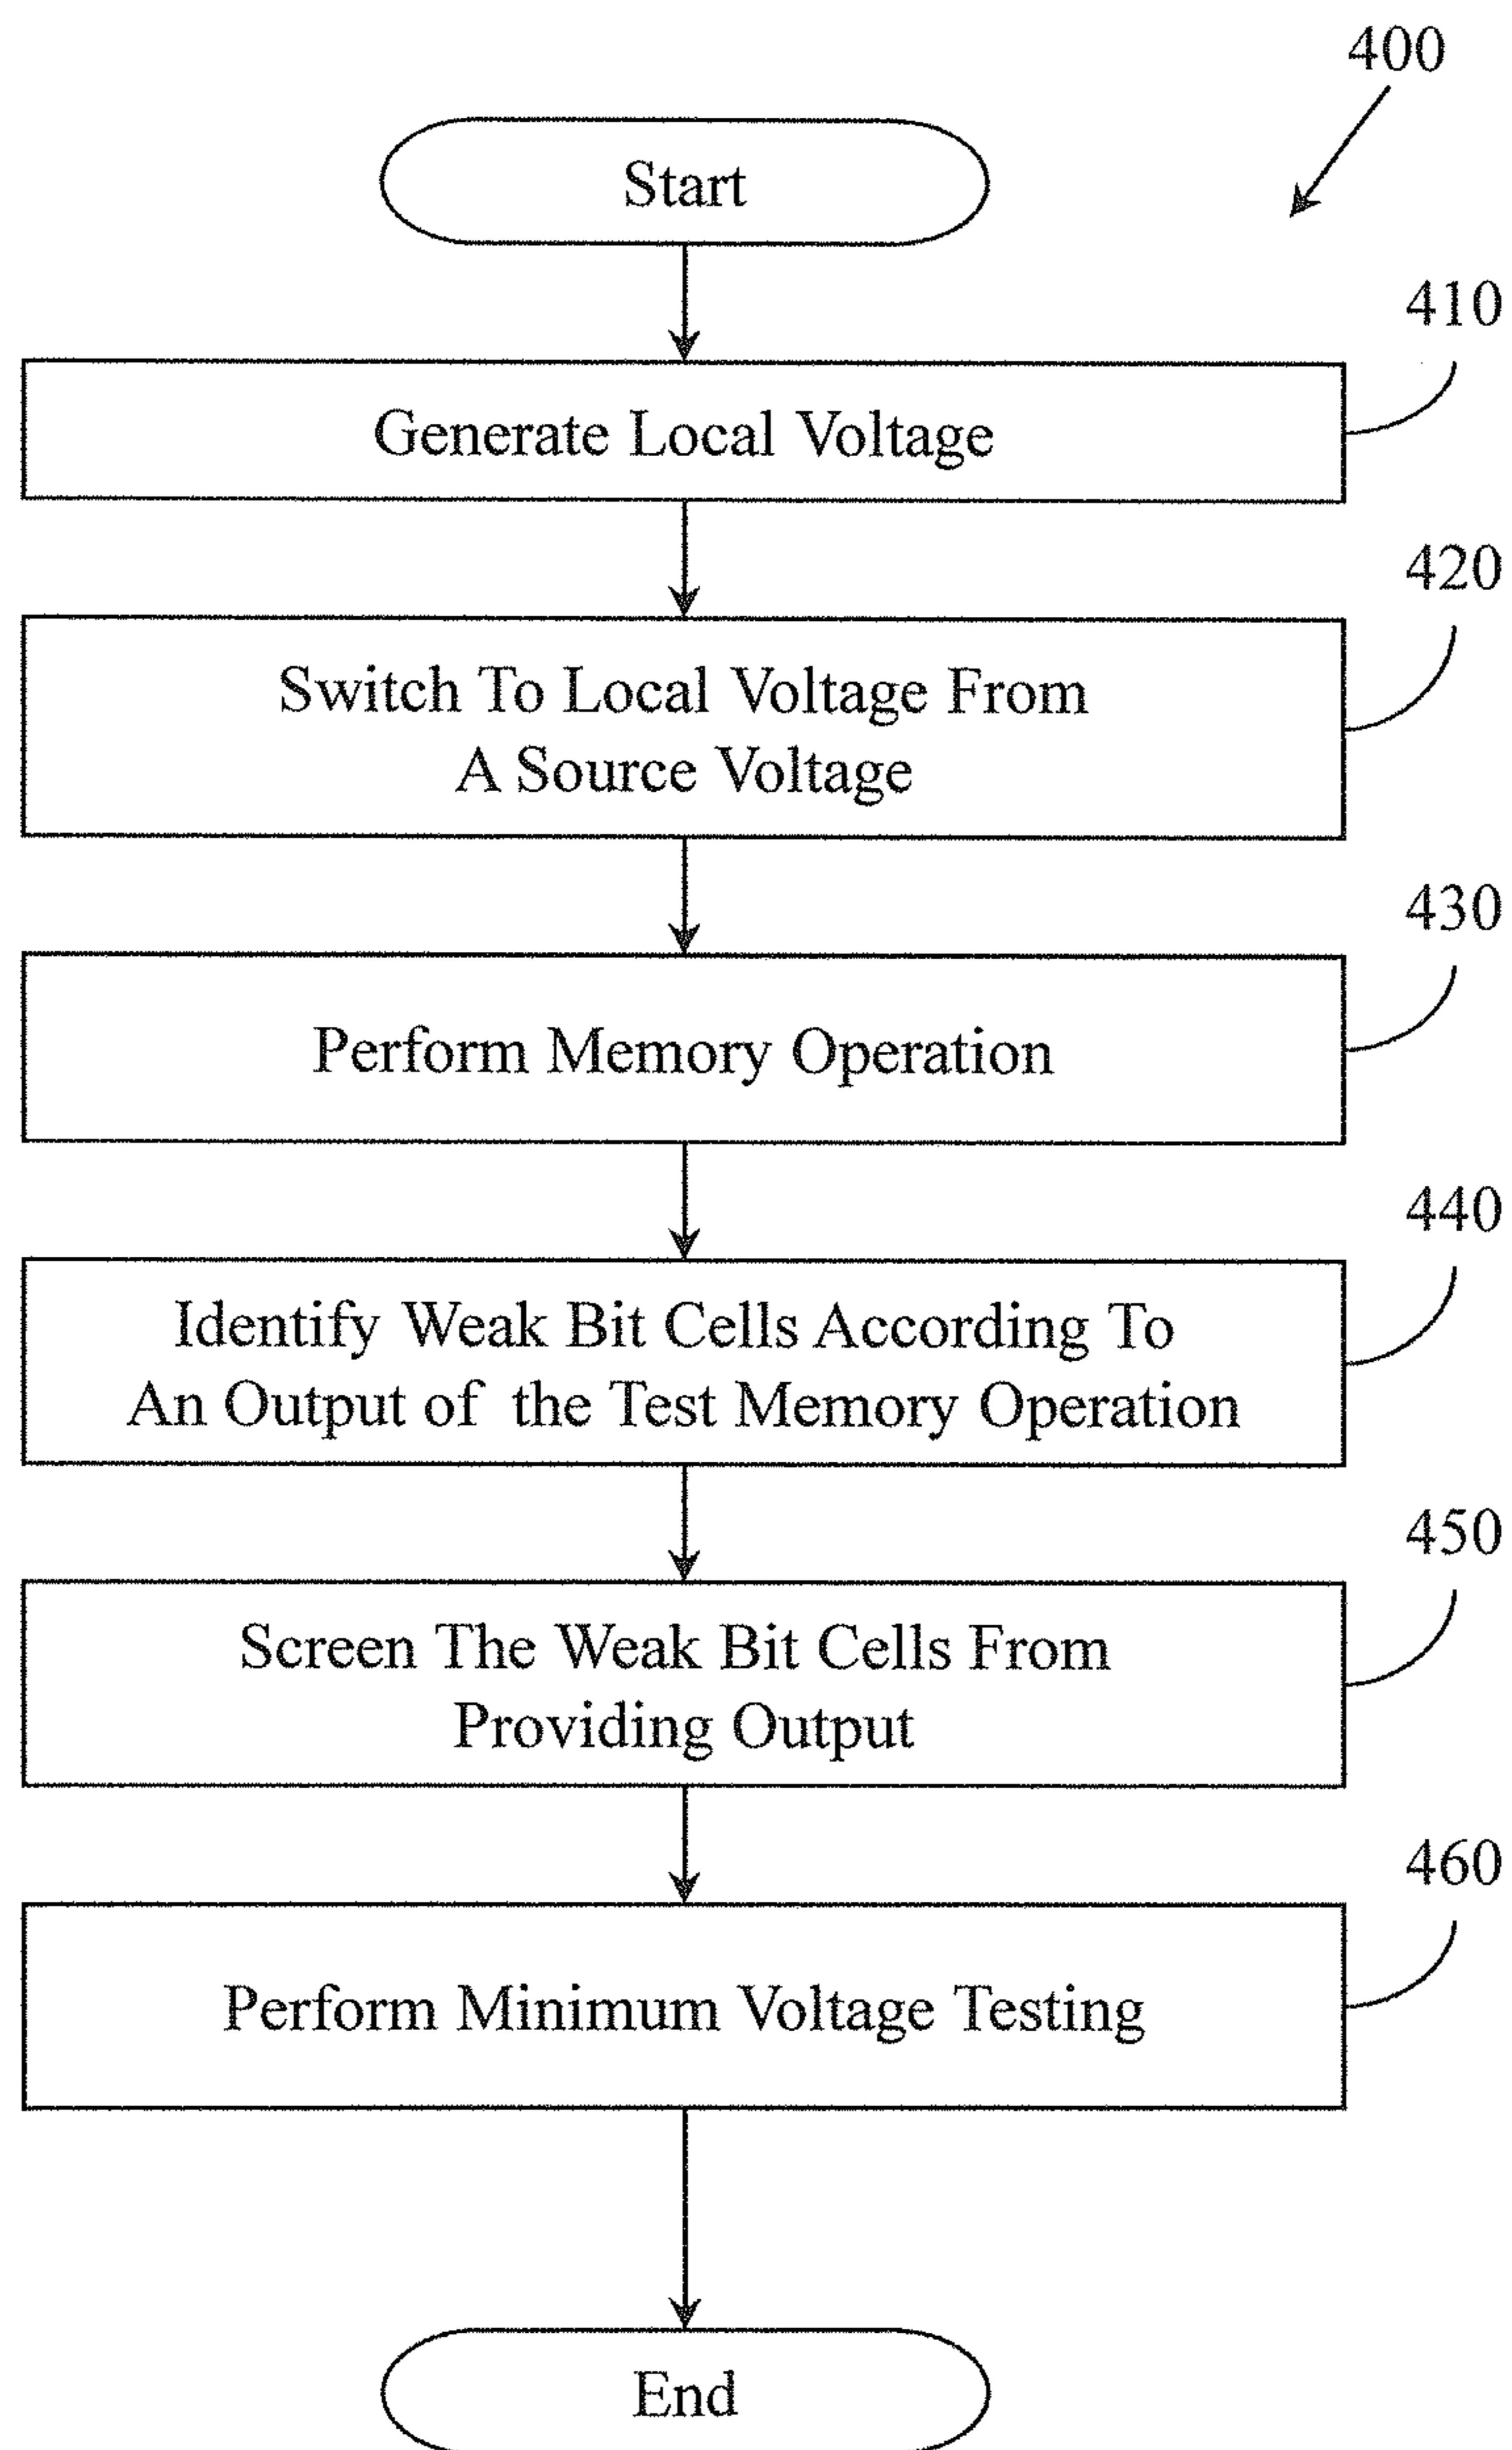 400
Start
410
Generate Local Voltage
420
Switch To Local Voltage From
A Source Voltage
430
Perform Memory Operation
440
Identify Weak Bit Cells According To
An Output of the Test Memory Operation
450
Screen The Weak Bit Cells From
Providing Output
460
Perform Minimum Voltage Testing
End